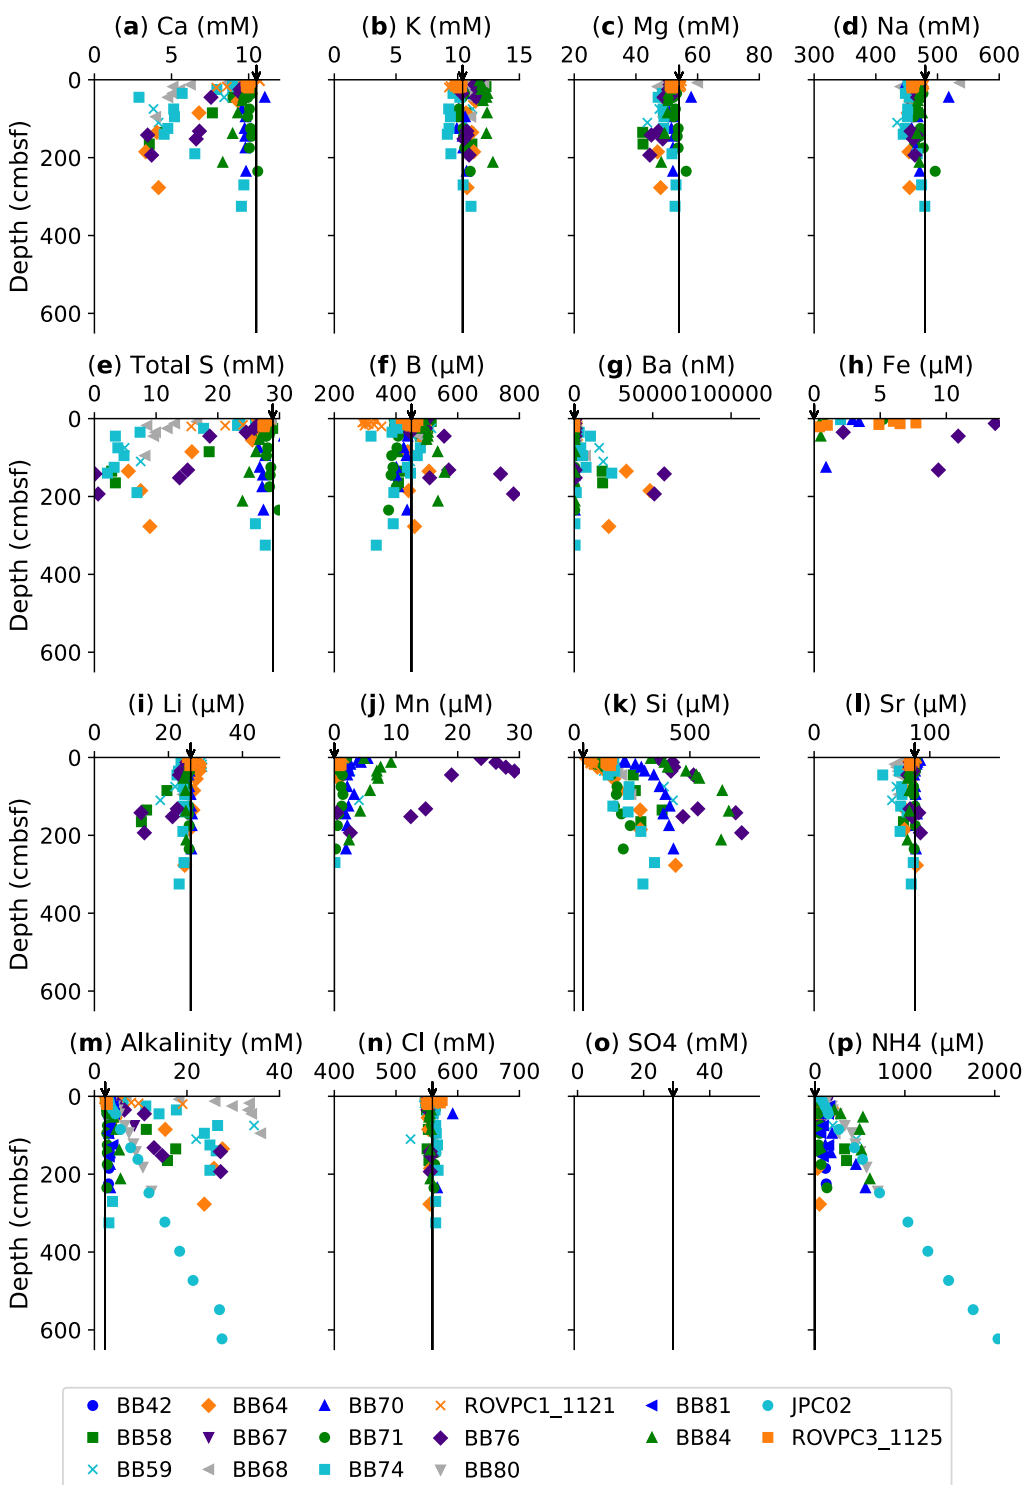 (a) Ca (mM) (b) K (mM) (c) Mg (mM) (d) Na (mM)
0 5 10 0 5 10 15 20 40 60 80 300 400 500 600
0
200
400
600
Depth (cmbsf)
(e) Total S (mM) (f) B (µM) (g) Ba (nM) (h) Fe (µM)
0 10 20 30 200 400 600 800 0 500000 1000000 0 5 10
0
200
400
600
Depth (cmbsf)
(i) Li (µM) (j) Mn (µM) (k) Si (µM) (l) Sr (µM)
0 20 40 0 10 20 30 0 500 0 100
0
200
400
600
Depth (cmbsf)
(m) Alkalinity (mM) (n) Cl (mM) (o) SO4 (mM) (p) NH4 (µM)
0 20 40 400 500 600 700 0 20 40 0 1000 2000
0
200
400
600
Depth (cmbsf)
BB42 BB64 BB70 ROVPC1_1121 BB81 JPC02
BB58 BB67 BB71 BB76 BB84 ROVPC3_1125
BB59 BB68 BB74 BB80